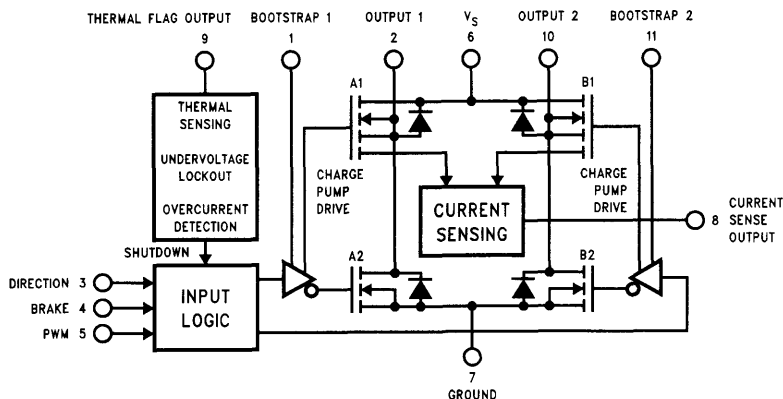 THERMAL FLAG OUTPUT
9
BOOTSTRAP 1
1
OUTPUT 1
2
VS
6
OUTPUT 2
10
BOOTSTRAP 2
11
A1
B1
THERMAL
SENSING
UNDERVOLTAGE
LOCKOUT
OVERCURRENT
DETECTION
CHARGE
PUMP
DRIVE
CURRENT
SENSING
CHARGE
PUMP
DRIVE
8
CURRENT
SENSE
OUTPUT
SHUTDOWN
A2
B2
DIRECTION 3
BRAKE 4
PWM 5
INPUT
LOGIC
7
GROUND